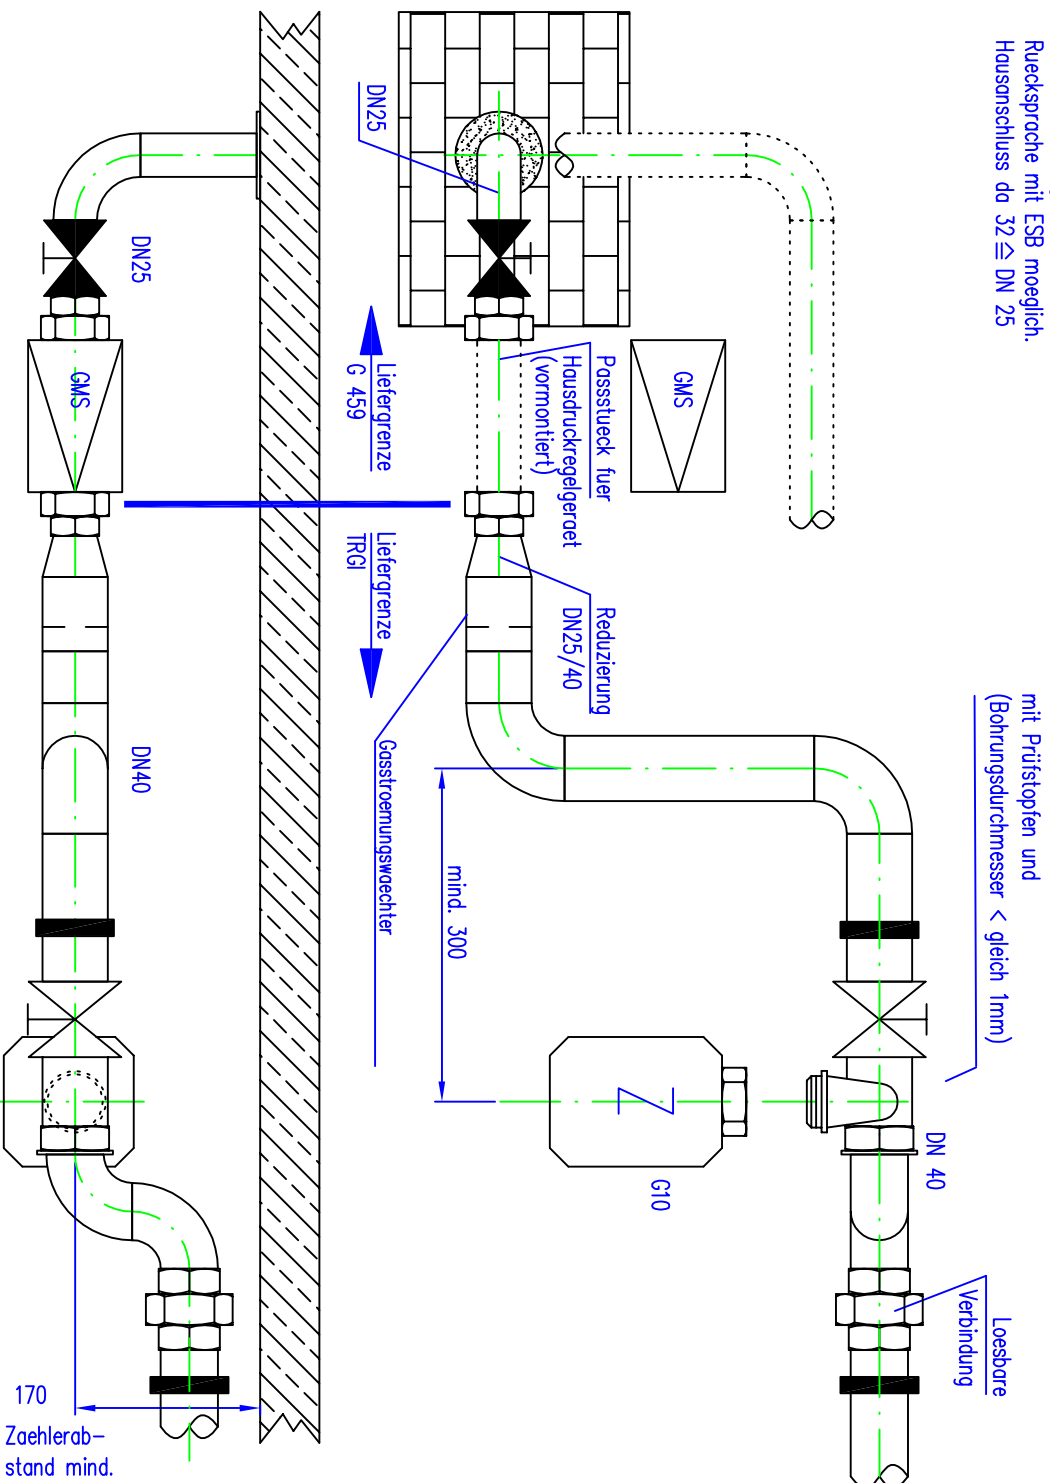 Ruecksprache mit ESB moeglich.
Hausanschluss da 32≙ DN 25
mit Prüfstopfen und
(Bohrungsdurchmesser < gleich 1mm)
DN 40
Loesbare
Verbindung
GMS
G10
Passstueck fuer
Hausdruckregelgeraet
(vormontiert)
Reduzierung
DN25/40
mind. 300
DN25
Liefergrenze
G 459
Liefergrenze
TRGI
Gasstroemungswaechter
DN25
DN40
GMS
170
Zaehlerab-
stand mind.